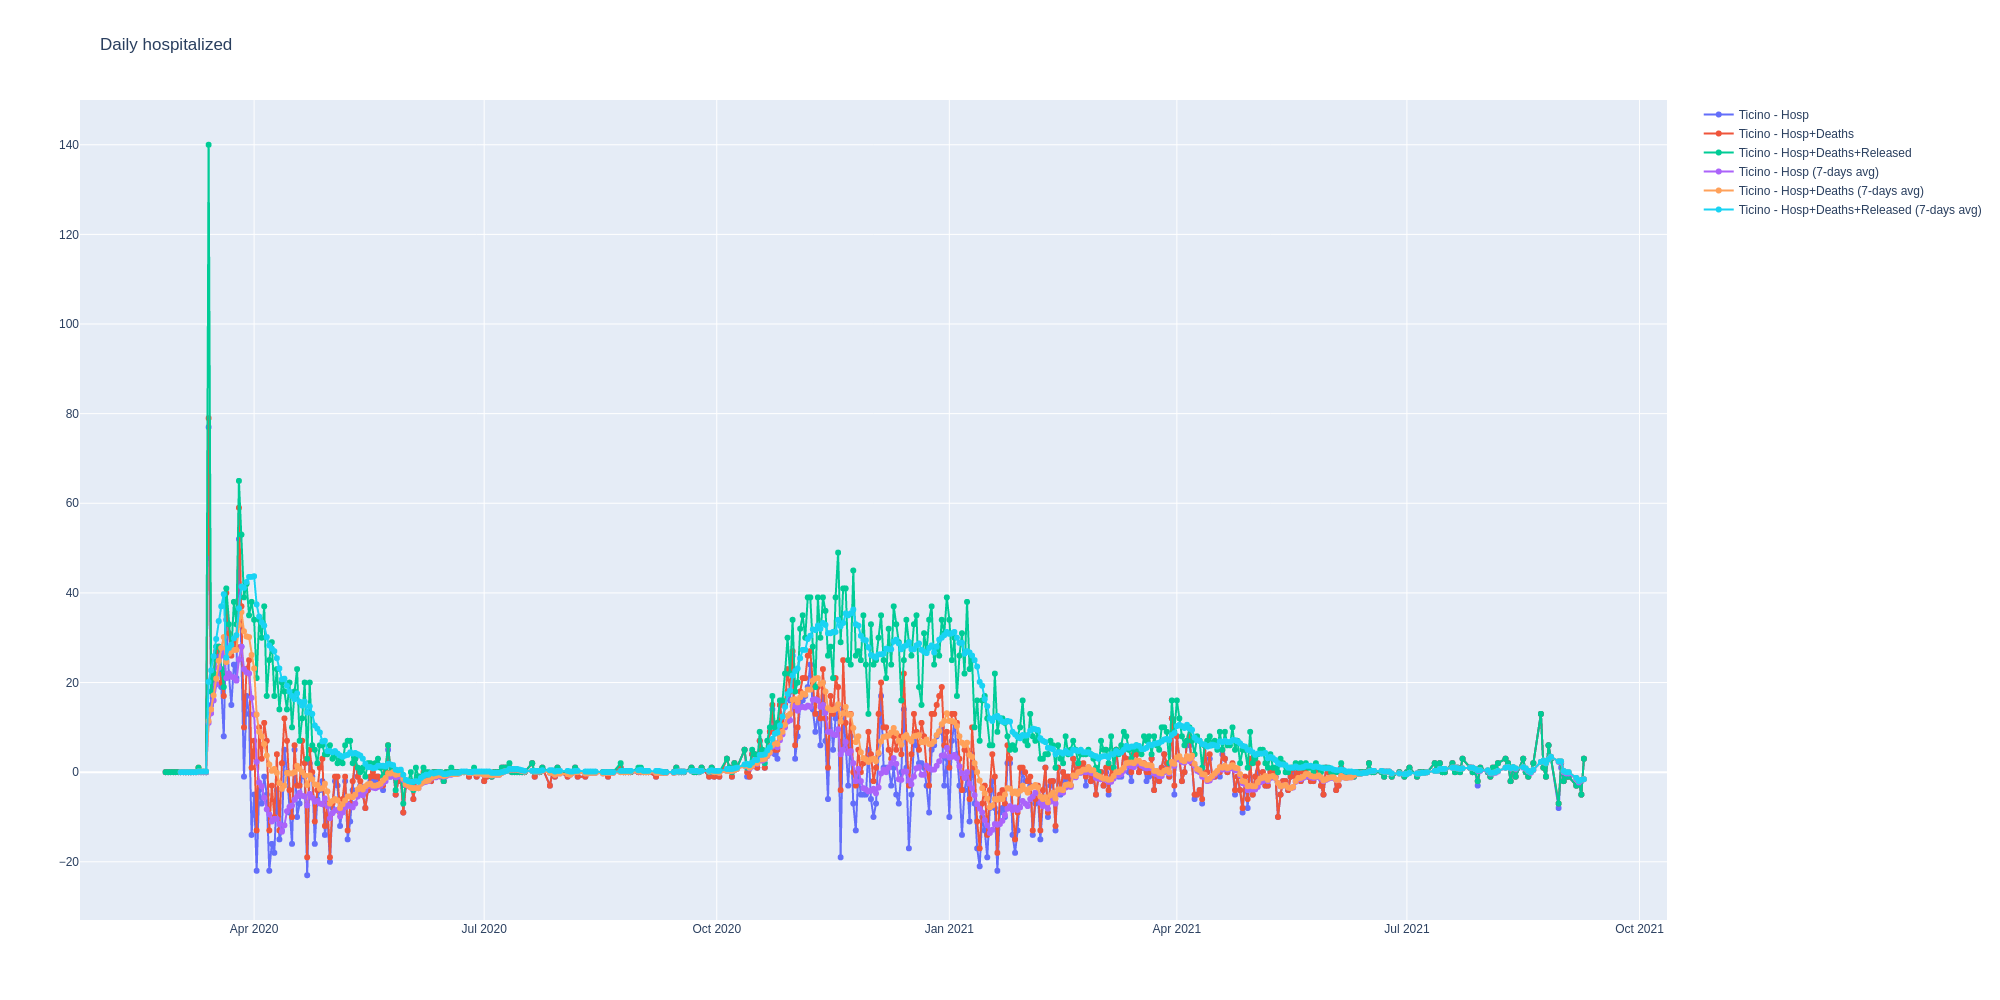 Daily hospitalized
140
120
100
80
60
40
20
0
−20
Apr 2020
Jul 2020
Oct 2020
Jan 2021
Apr 2021
Jul 2021
Oct 2021
Ticino - Hosp
Ticino - Hosp+Deaths
Ticino - Hosp+Deaths+Released
Ticino - Hosp (7-days avg)
Ticino - Hosp+Deaths (7-days avg)
Ticino - Hosp+Deaths+Released (7-days avg)